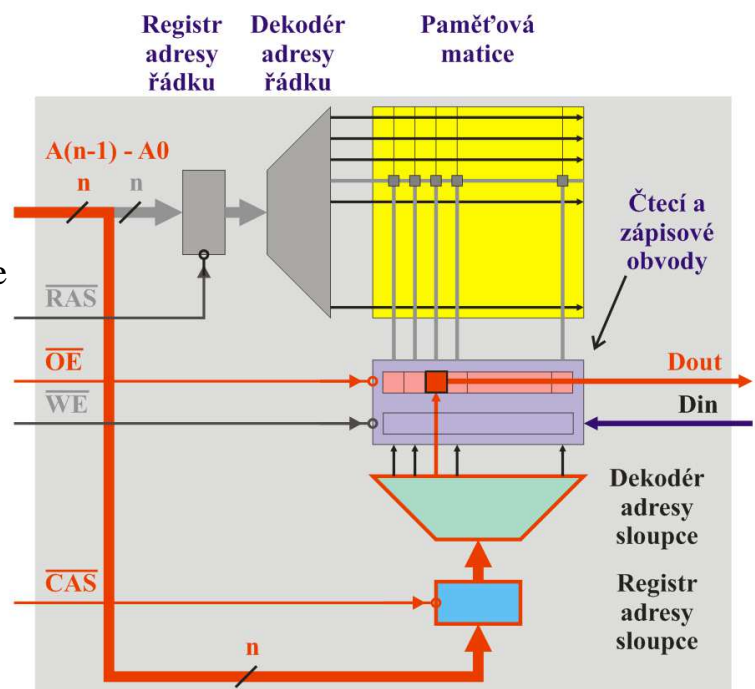 Registr
adresy
řádku
Dekodér
adresy
řádku
Paměťová
matice
A(n-1) - A0
n
n
Čtecí a
zápisové
obvody
e
RAS
OE
Dout
WE
Din
Dekodér
adresy
sloupce
CAS
Registr
adresy
sloupce
n